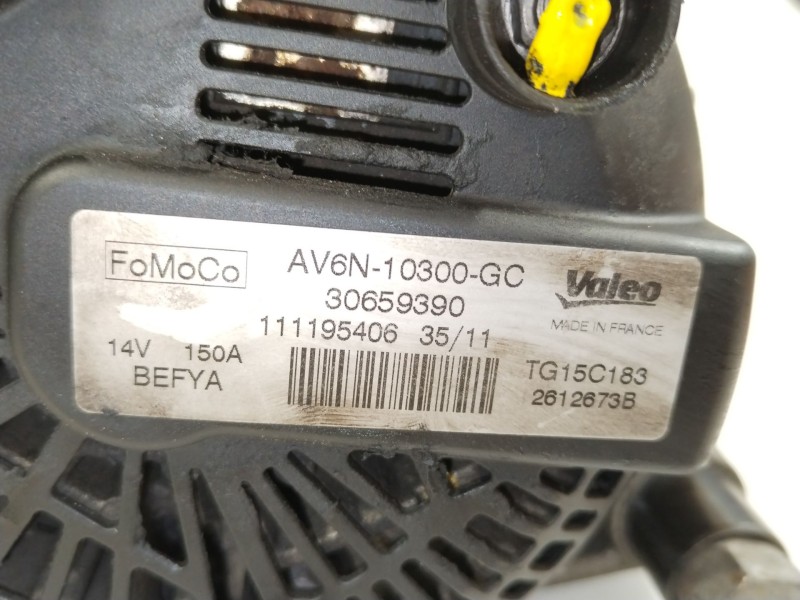 FoMoCo
AV6N-10300-GC
30659390
111195406 35/11
Valeo
MADE IN FRANCE
14V 150A
BEFYA
TG15C183
2612673B